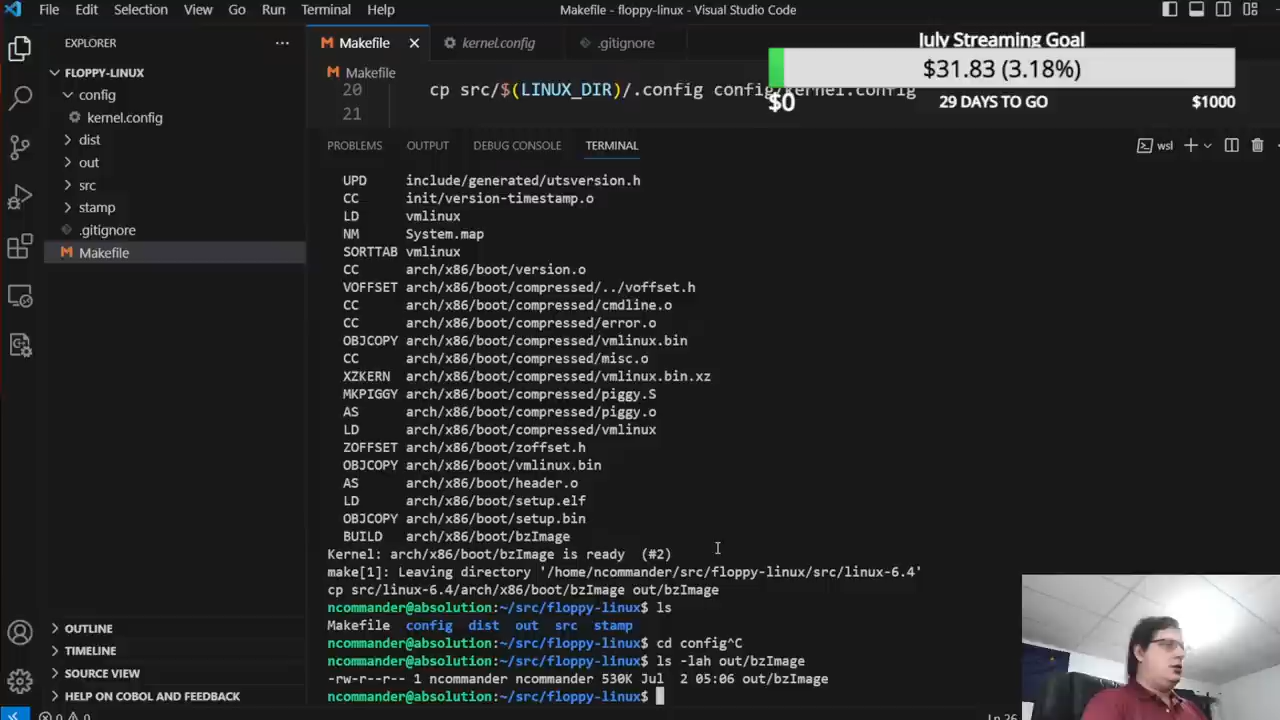 File Edit Selection View Go Run Terminal Help
Makefile - floppy-linux - Visual Studio Code
EXPLORER
FLOPPY-LINUX
config
kernel.config
dist
out
src
stamp
.gitignore
Makefile
OUTLINE
TIMELINE
SOURCE VIEW
HELP ON COBOL AND FREEBASIC
Makefile kernel.config .gitignore
Makefile
20 cp src/$(LINUX_DIR)/.config config/kernel.config
21
July Streaming Goal
$31.83 (3.18%)
$0 29 DAYS TO GO $1000
PROBLEMS OUTPUT DEBUG CONSOLE TERMINAL
wsl
UPD include/generated/utsversion.h
CC init/version-timestamp.o
LD vmlinux
NM System.map
SORTTAB vmlinux
CC arch/x86/boot/version.o
VOFFSET arch/x86/boot/compressed/../voffset.h
CC arch/x86/boot/compressed/cmdline.o
CC arch/x86/boot/compressed/error.o
OBJCOPY arch/x86/boot/compressed/vmlinux.bin
CC arch/x86/boot/compressed/misc.o
XZKERN arch/x86/boot/compressed/vmlinux.bin.xz
MKPIGGY arch/x86/boot/compressed/piggy.S
AS arch/x86/boot/compressed/piggy.o
LD arch/x86/boot/compressed/vmlinux
ZOFFSET arch/x86/boot/zoffset.h
OBJCOPY arch/x86/boot/vmlinux.bin
AS arch/x86/boot/header.o
LD arch/x86/boot/setup.elf
OBJCOPY arch/x86/boot/setup.bin
BUILD arch/x86/boot/bzImage
Kernel: arch/x86/boot/bzImage is ready (#2)
make[1]: Leaving directory '/home/ncommander/src/floppy-linux/src/linux-6.4'
cp src/linux-6.4/arch/x86/boot/bzImage out/bzImage
ncommander@absolution:~/src/floppy-linux$ ls
Makefile config dist out src stamp
ncommander@absolution:~/src/floppy-linux$ cd config^C
ncommander@absolution:~/src/floppy-linux$ ls -lah out/bzImage
-rw-r--r-- 1 ncommander ncommander 530K Jul 2 05:06 out/bzImage
ncommander@absolution:~/src/floppy-linux$